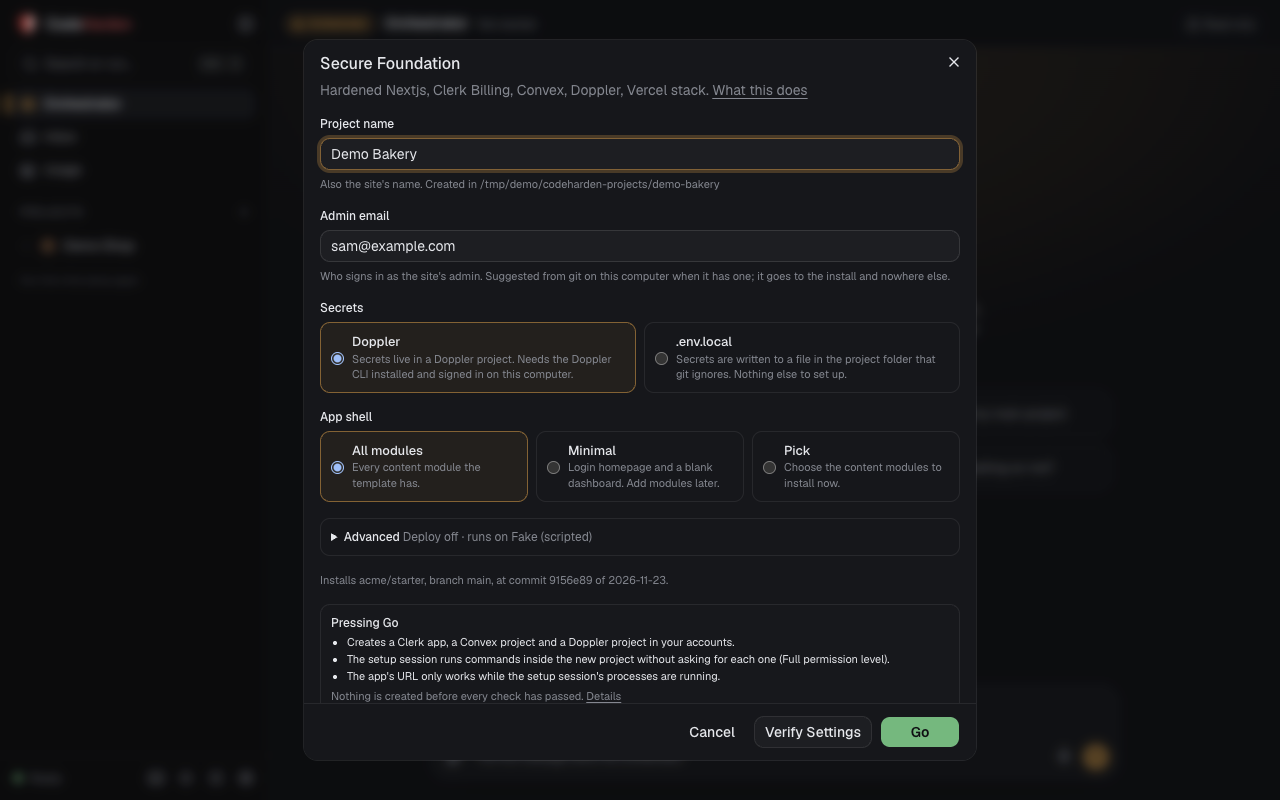 Secure Foundation
Hardened Nextjs, Clerk Billing, Convex, Doppler, Vercel stack. What this does
Project name
Demo Bakery
Also the site's name. Created in /tmp/demo/codeharden-projects/demo-bakery
Admin email
sam@example.com
Who signs in as the site's admin. Suggested from git on this computer when it has one; it goes to the install and nowhere else.
Secrets
Doppler
Secrets live in a Doppler project. Needs the Doppler
CLI installed and signed in on this computer.
.env.local
Secrets are written to a file in the project folder that
git ignores. Nothing else to set up.
App shell
All modules
Every content module the
template has.
Minimal
Login homepage and a blank
dashboard. Add modules later.
Pick
Choose the content modules to
install now.
Advanced Deploy off · runs on Fake (scripted)
Installs acme/starter, branch main, at commit 9156e89 of 2026-11-23.
Pressing Go
• Creates a Clerk app, a Convex project and a Doppler project in your accounts.
• The setup session runs commands inside the new project without asking for each one (Full permission level).
• The app's URL only works while the setup session's processes are running.
Nothing is created before every check has passed. Details
Cancel
Verify Settings
Go